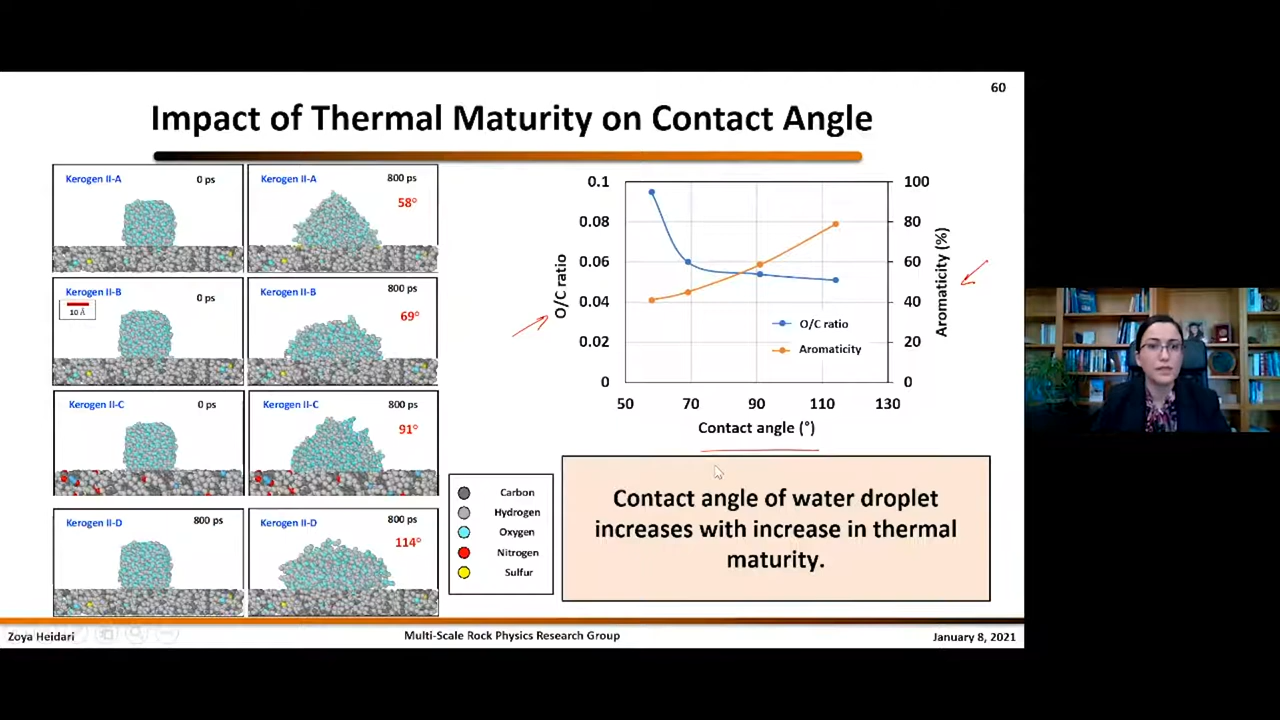 60
Impact of Thermal Maturity on Contact Angle
Kerogen II-A 0 ps
Kerogen II-A 800 ps
58°
Kerogen II-B 0 ps
10 Å
Kerogen II-B 800 ps
69°
Kerogen II-C 0 ps
Kerogen II-C 800 ps
91°
Kerogen II-D 800 ps
Kerogen II-D 800 ps
114°
Carbon
Hydrogen
Oxygen
Nitrogen
Sulfur
0.1
0.08
0.06
0.04
0.02
0
O/C ratio
100
80
60
40
20
0
Aromaticity (%)
O/C ratio
Aromaticity
50 70 90 110 130
Contact angle (°)
Contact angle of water droplet
increases with increase in thermal
maturity.
Zoya Heidari
Multi-Scale Rock Physics Research Group
January 8, 2021